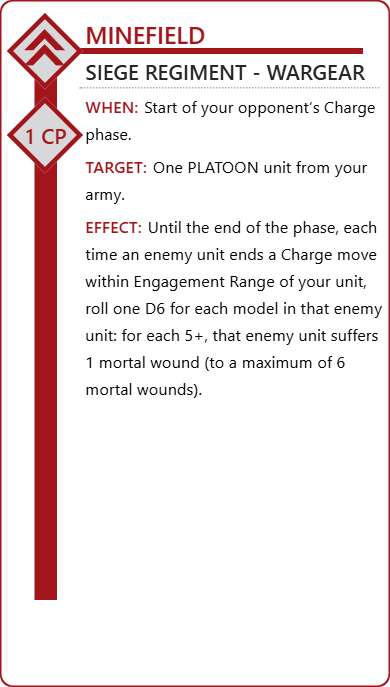 MINEFIELD
SIEGE REGIMENT - WARGEAR
1 CP
WHEN: Start of your opponent’s Charge
phase.
TARGET: One PLATOON unit from your
army.
EFFECT: Until the end of the phase, each
time an enemy unit ends a Charge move
within Engagement Range of your unit,
roll one D6 for each model in that enemy
unit: for each 5+, that enemy unit suffers
1 mortal wound (to a maximum of 6
mortal wounds).